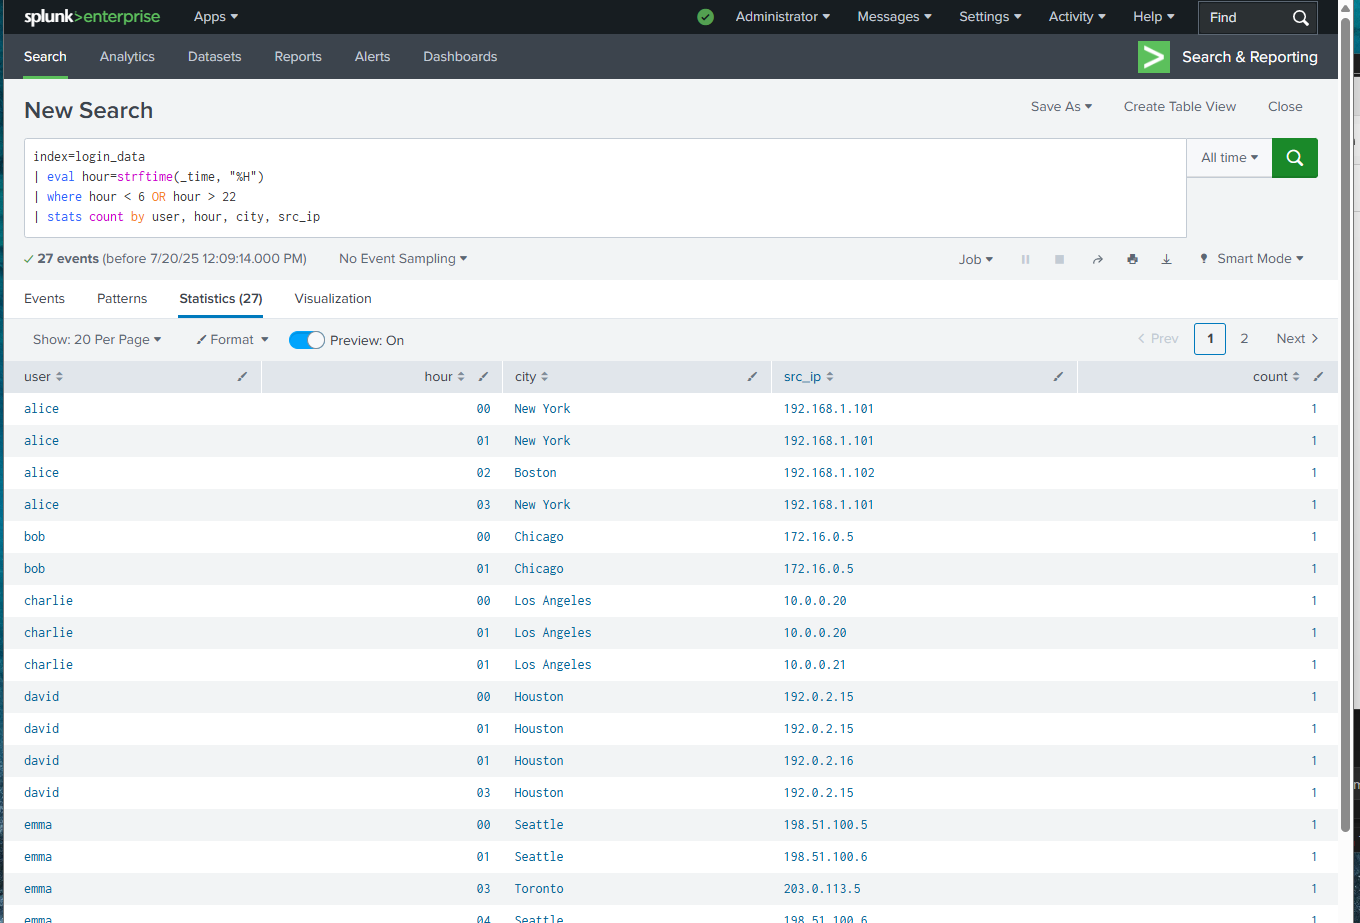 splunk>enterprise Apps Administrator Messages Settings Activity Help Find
Search Analytics Datasets Reports Alerts Dashboards Search & Reporting
New Search Save As Create Table View Close
index=login_data
| eval hour=strftime(_time, "%H")
| where hour < 6 OR hour > 22
| stats count by user, hour, city, src_ip
All time
27 events (before 7/20/25 12:09:14.000 PM) No Event Sampling Job Smart Mode
Events Patterns Statistics (27) Visualization
Show: 20 Per Page Format Preview: On Prev 1 2 Next
user hour city src_ip count
alice 00 New York 192.168.1.101 1
alice 01 New York 192.168.1.101 1
alice 02 Boston 192.168.1.102 1
alice 03 New York 192.168.1.101 1
bob 00 Chicago 172.16.0.5 1
bob 01 Chicago 172.16.0.5 1
charlie 00 Los Angeles 10.0.0.20 1
charlie 01 Los Angeles 10.0.0.20 1
charlie 01 Los Angeles 10.0.0.21 1
david 00 Houston 192.0.2.15 1
david 01 Houston 192.0.2.15 1
david 01 Houston 192.0.2.16 1
david 03 Houston 192.0.2.15 1
emma 00 Seattle 198.51.100.5 1
emma 01 Seattle 198.51.100.6 1
emma 03 Toronto 203.0.113.5 1
emma 04 Seattle 198.51.100.6 1